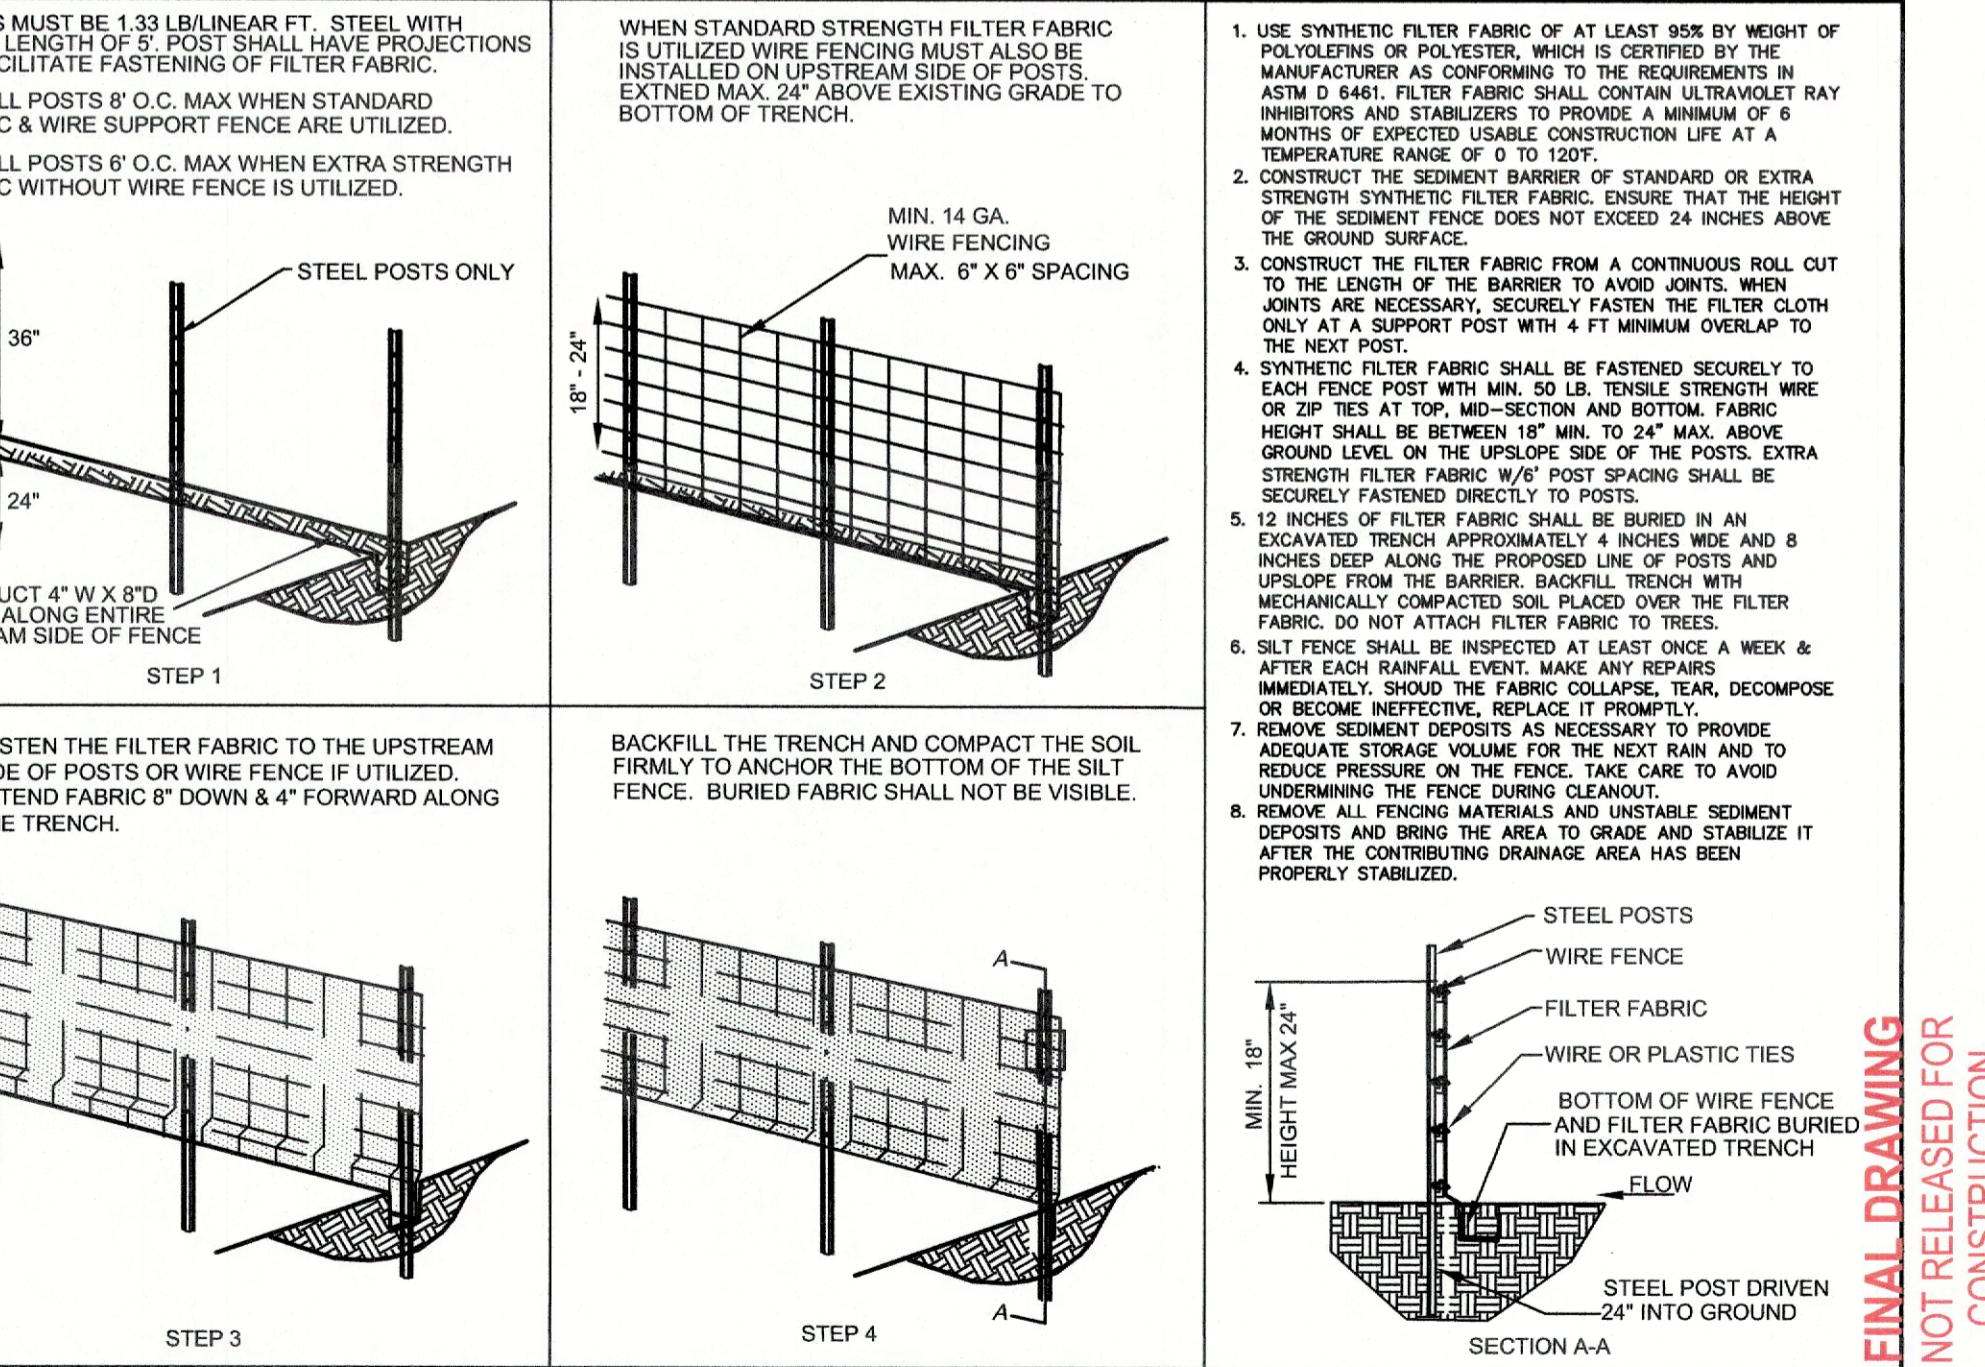 S MUST BE 1.33 LB/LINEAR FT. STEEL WITH
LENGTH OF 5'. POST SHALL HAVE PROJECTIONS
CILITATE FASTENING OF FILTER FABRIC.
LL POSTS 8' O.C. MAX WHEN STANDARD
C & WIRE SUPPORT FENCE ARE UTILIZED.
LL POSTS 6' O.C. MAX WHEN EXTRA STRENGTH
C WITHOUT WIRE FENCE IS UTILIZED.
STEEL POSTS ONLY
36"
24"
UCT 4" W X 8"D
ALONG ENTIRE
AM SIDE OF FENCE
STEP 1
WHEN STANDARD STRENGTH FILTER FABRIC
IS UTILIZED WIRE FENCING MUST ALSO BE
INSTALLED ON UPSTREAM SIDE OF POSTS.
EXTNED MAX. 24" ABOVE EXISTING GRADE TO
BOTTOM OF TRENCH.
MIN. 14 GA.
WIRE FENCING
MAX. 6" X 6" SPACING
18" - 24"
STEP 2
STEN THE FILTER FABRIC TO THE UPSTREAM
DE OF POSTS OR WIRE FENCE IF UTILIZED.
TEND FABRIC 8" DOWN & 4" FORWARD ALONG
E TRENCH.
STEP 3
BACKFILL THE TRENCH AND COMPACT THE SOIL
FIRMLY TO ANCHOR THE BOTTOM OF THE SILT
FENCE. BURIED FABRIC SHALL NOT BE VISIBLE.
A
A
STEP 4
1. USE SYNTHETIC FILTER FABRIC OF AT LEAST 95% BY WEIGHT OF
POLYOLEFINS OR POLYESTER, WHICH IS CERTIFIED BY THE
MANUFACTURER AS CONFORMING TO THE REQUIREMENTS IN
ASTM D 6461. FILTER FABRIC SHALL CONTAIN ULTRAVIOLET RAY
INHIBITORS AND STABILIZERS TO PROVIDE A MINIMUM OF 6
MONTHS OF EXPECTED USABLE CONSTRUCTION LIFE AT A
TEMPERATURE RANGE OF 0 TO 120°F.
2. CONSTRUCT THE SEDIMENT BARRIER OF STANDARD OR EXTRA
STRENGTH SYNTHETIC FILTER FABRIC. ENSURE THAT THE HEIGHT
OF THE SEDIMENT FENCE DOES NOT EXCEED 24 INCHES ABOVE
THE GROUND SURFACE.
3. CONSTRUCT THE FILTER FABRIC FROM A CONTINUOUS ROLL CUT
TO THE LENGTH OF THE BARRIER TO AVOID JOINTS. WHEN
JOINTS ARE NECESSARY, SECURELY FASTEN THE FILTER CLOTH
ONLY AT A SUPPORT POST WITH 4 FT MINIMUM OVERLAP TO
THE NEXT POST.
4. SYNTHETIC FILTER FABRIC SHALL BE FASTENED SECURELY TO
EACH FENCE POST WITH MIN. 50 LB. TENSILE STRENGTH WIRE
OR ZIP TIES AT TOP, MID-SECTION AND BOTTOM. FABRIC
HEIGHT SHALL BE BETWEEN 18" MIN. TO 24" MAX. ABOVE
GROUND LEVEL ON THE UPSLOPE SIDE OF THE POSTS. EXTRA
STRENGTH FILTER FABRIC W/6' POST SPACING SHALL BE
SECURELY FASTENED DIRECTLY TO POSTS.
5. 12 INCHES OF FILTER FABRIC SHALL BE BURIED IN AN
EXCAVATED TRENCH APPROXIMATELY 4 INCHES WIDE AND 8
INCHES DEEP ALONG THE PROPOSED LINE OF POSTS AND
UPSLOPE FROM THE BARRIER. BACKFILL TRENCH WITH
MECHANICALLY COMPACTED SOIL PLACED OVER THE FILTER
FABRIC. DO NOT ATTACH FILTER FABRIC TO TREES.
6. SILT FENCE SHALL BE INSPECTED AT LEAST ONCE A WEEK &
AFTER EACH RAINFALL EVENT. MAKE ANY REPAIRS
IMMEDIATELY. SHOUD THE FABRIC COLLAPSE, TEAR, DECOMPOSE
OR BECOME INEFFECTIVE, REPLACE IT PROMPTLY.
7. REMOVE SEDIMENT DEPOSITS AS NECESSARY TO PROVIDE
ADEQUATE STORAGE VOLUME FOR THE NEXT RAIN AND TO
REDUCE PRESSURE ON THE FENCE. TAKE CARE TO AVOID
UNDERMINING THE FENCE DURING CLEANOUT.
8. REMOVE ALL FENCING MATERIALS AND UNSTABLE SEDIMENT
DEPOSITS AND BRING THE AREA TO GRADE AND STABILIZE IT
AFTER THE CONTRIBUTING DRAINAGE AREA HAS BEEN
PROPERLY STABILIZED.
STEEL POSTS
WIRE FENCE
FILTER FABRIC
WIRE OR PLASTIC TIES
BOTTOM OF WIRE FENCE
AND FILTER FABRIC BURIED
IN EXCAVATED TRENCH
FLOW
MIN. 18"
HEIGHT MAX 24"
STEEL POST DRIVEN
24" INTO GROUND
SECTION A-A
FINAL DRAWING
NOT RELEASED FOR
CONSTRUCTION